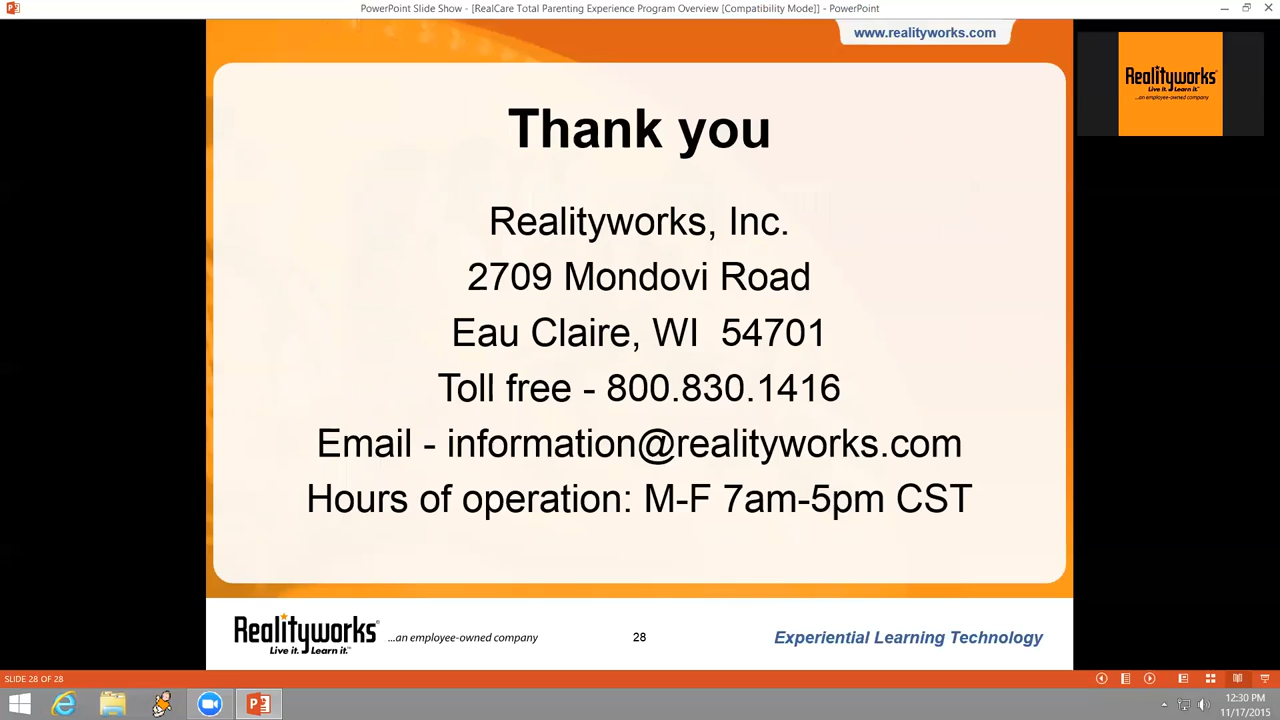 PowerPoint Slide Show - [RealCare Total Parenting Experience Program Overview [Compatibility Mode]] - PowerPoint
www.realityworks.com
Realityworks
Live it. Learn it.™
...an employee-owned company
Thank you
Realityworks, Inc.
2709 Mondovi Road
Eau Claire, WI  54701
Toll free - 800.830.1416
Email - information@realityworks.com
Hours of operation: M-F 7am-5pm CST
Realityworks®
Live it. Learn it.™
...an employee-owned company
28
Experiential Learning Technology
SLIDE 28 OF 28
12:30 PM
11/17/2015